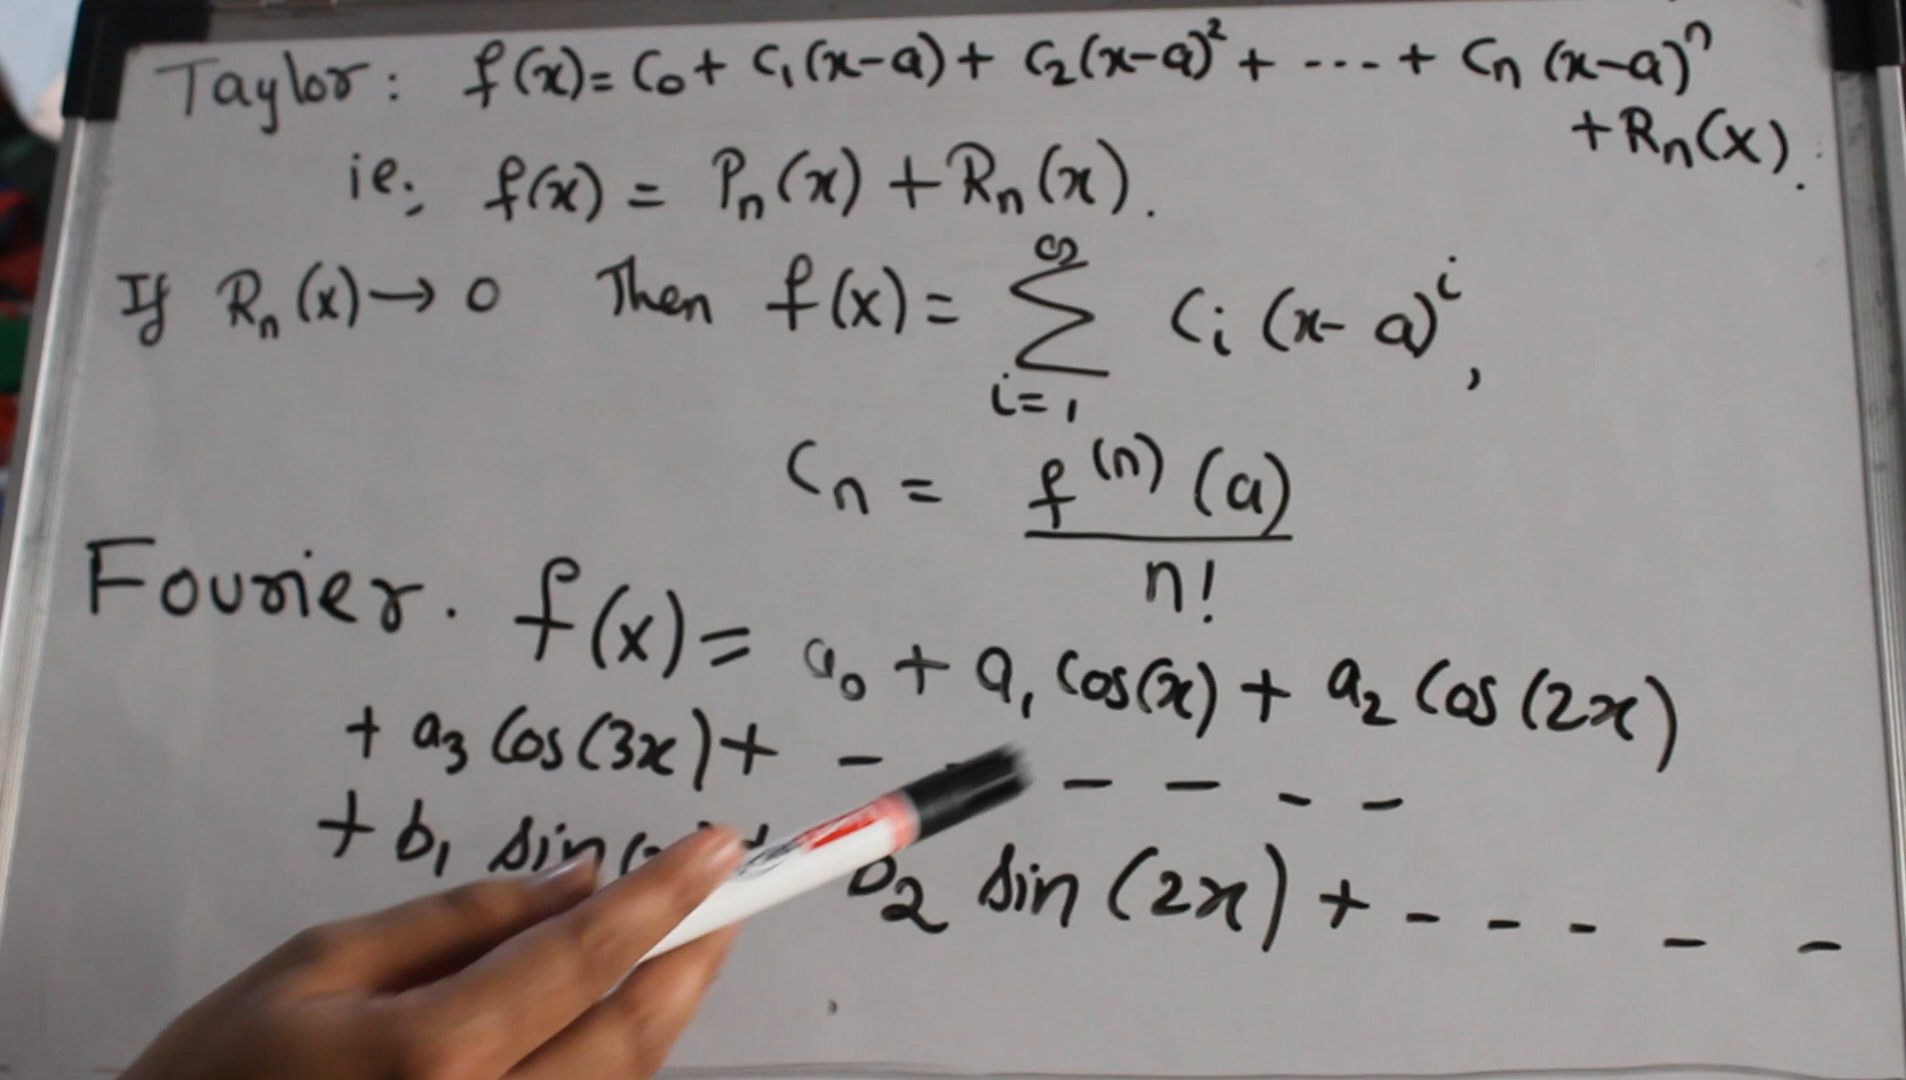 Taylor: f(x) = C₀ + C₁(x-a) + C₂(x-a)² + ---- + Cₙ(x-a)ⁿ
+ Rₙ(x).
ie; f(x) = Pₙ(x) + Rₙ(x).
If Rₙ(x) → 0 Then f(x) = ∑_{i=1}^{∞} Cᵢ(x-a)ⁱ,
Cₙ = f⁽ⁿ⁾(a) / n!
Fourier. f(x) = a₀ + a₁ Cos(x) + a₂ Cos(2x)
+ a₃ Cos(3x) + - - - - - -
+ b₁ sin( b₂ sin(2x) + - - - - -